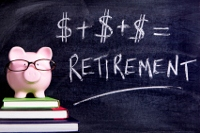 $ + $ + $ =
RETIREMENT